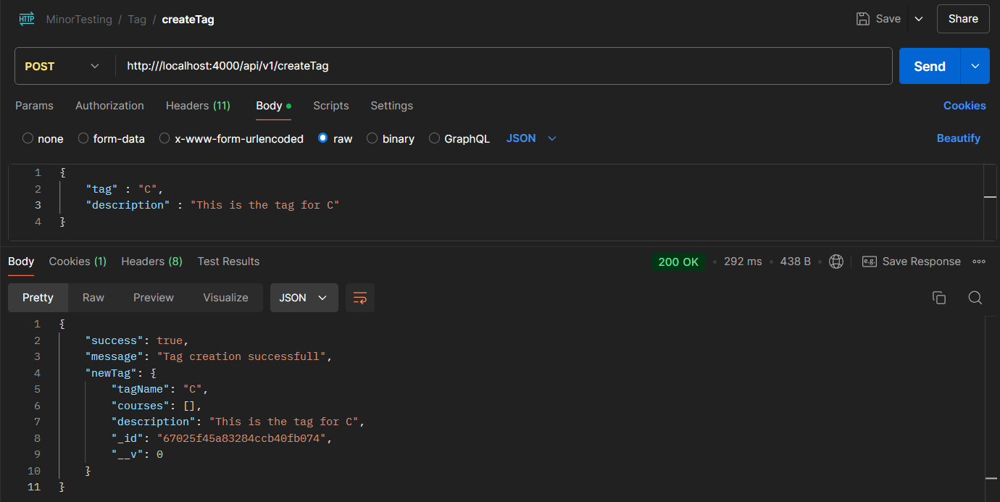 HTTP MinorTesting / Tag / createTag Save Share
POST http:///localhost:4000/api/v1/createTag Send
Params Authorization Headers (11) Body Scripts Settings Cookies
none form-data x-www-form-urlencoded raw binary GraphQL JSON Beautify
1 {
2 "tag" : "C",
3 "description" : "This is the tag for C"
4 }
Body Cookies (1) Headers (8) Test Results 200 OK 292 ms 438 B e.g. Save Response
Pretty Raw Preview Visualize JSON
1 {
2 "success": true,
3 "message": "Tag creation successfull",
4 "newTag": {
5 "tagName": "C",
6 "courses": [],
7 "description": "This is the tag for C",
8 "_id": "67025f45a83284ccb40fb074",
9 "__v": 0
10 }
11 }